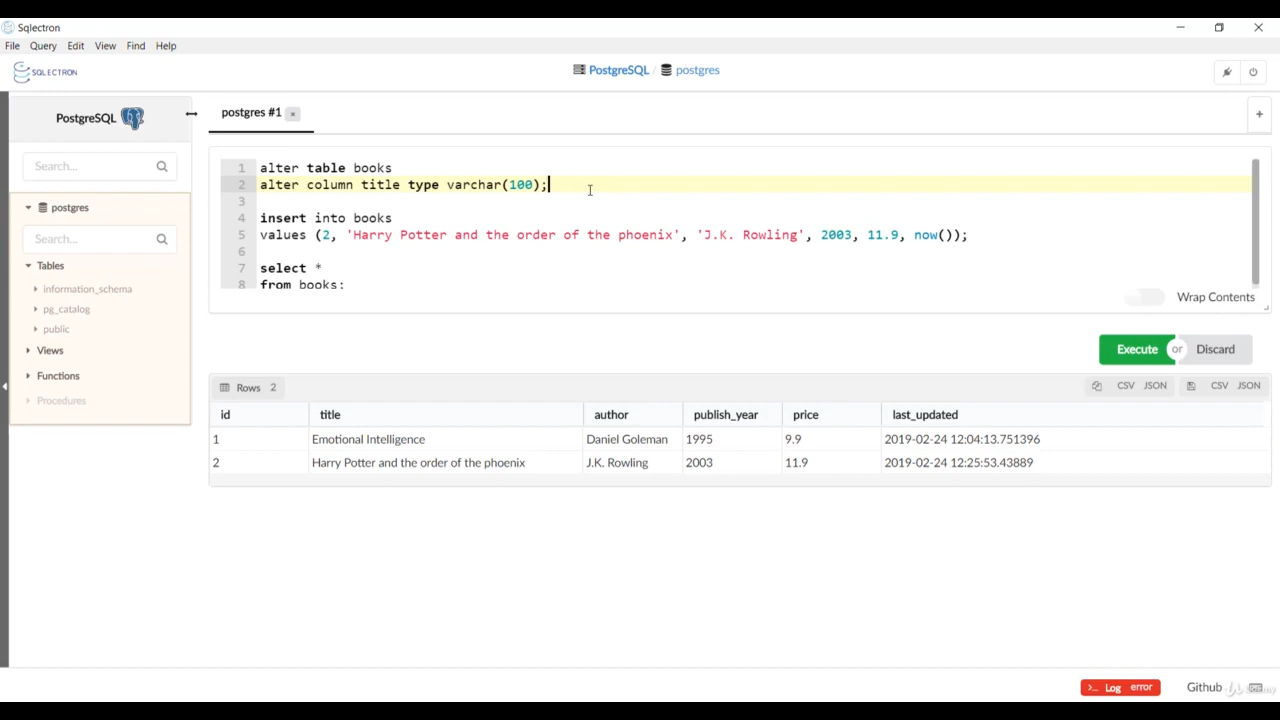 Sqlectron
File Query Edit View Find Help
SQLECTRON
PostgreSQL / postgres
PostgreSQL
postgres #1 ×
+
Search...
postgres
Search...
Tables
information_schema
pg_catalog
public
Views
Functions
Procedures
1 alter table books
2 alter column title type varchar(100);
3
4 insert into books
5 values (2, 'Harry Potter and the order of the phoenix', 'J.K. Rowling', 2003, 11.9, now());
6
7 select *
8 from books;
Wrap Contents
Execute or Discard
Rows 2 CSV JSON CSV JSON
id title author publish_year price last_updated
1 Emotional Intelligence Daniel Goleman 1995 9.9 2019-02-24 12:04:13.751396
2 Harry Potter and the order of the phoenix J.K. Rowling 2003 11.9 2019-02-24 12:25:53.43889
>_ Log error Github